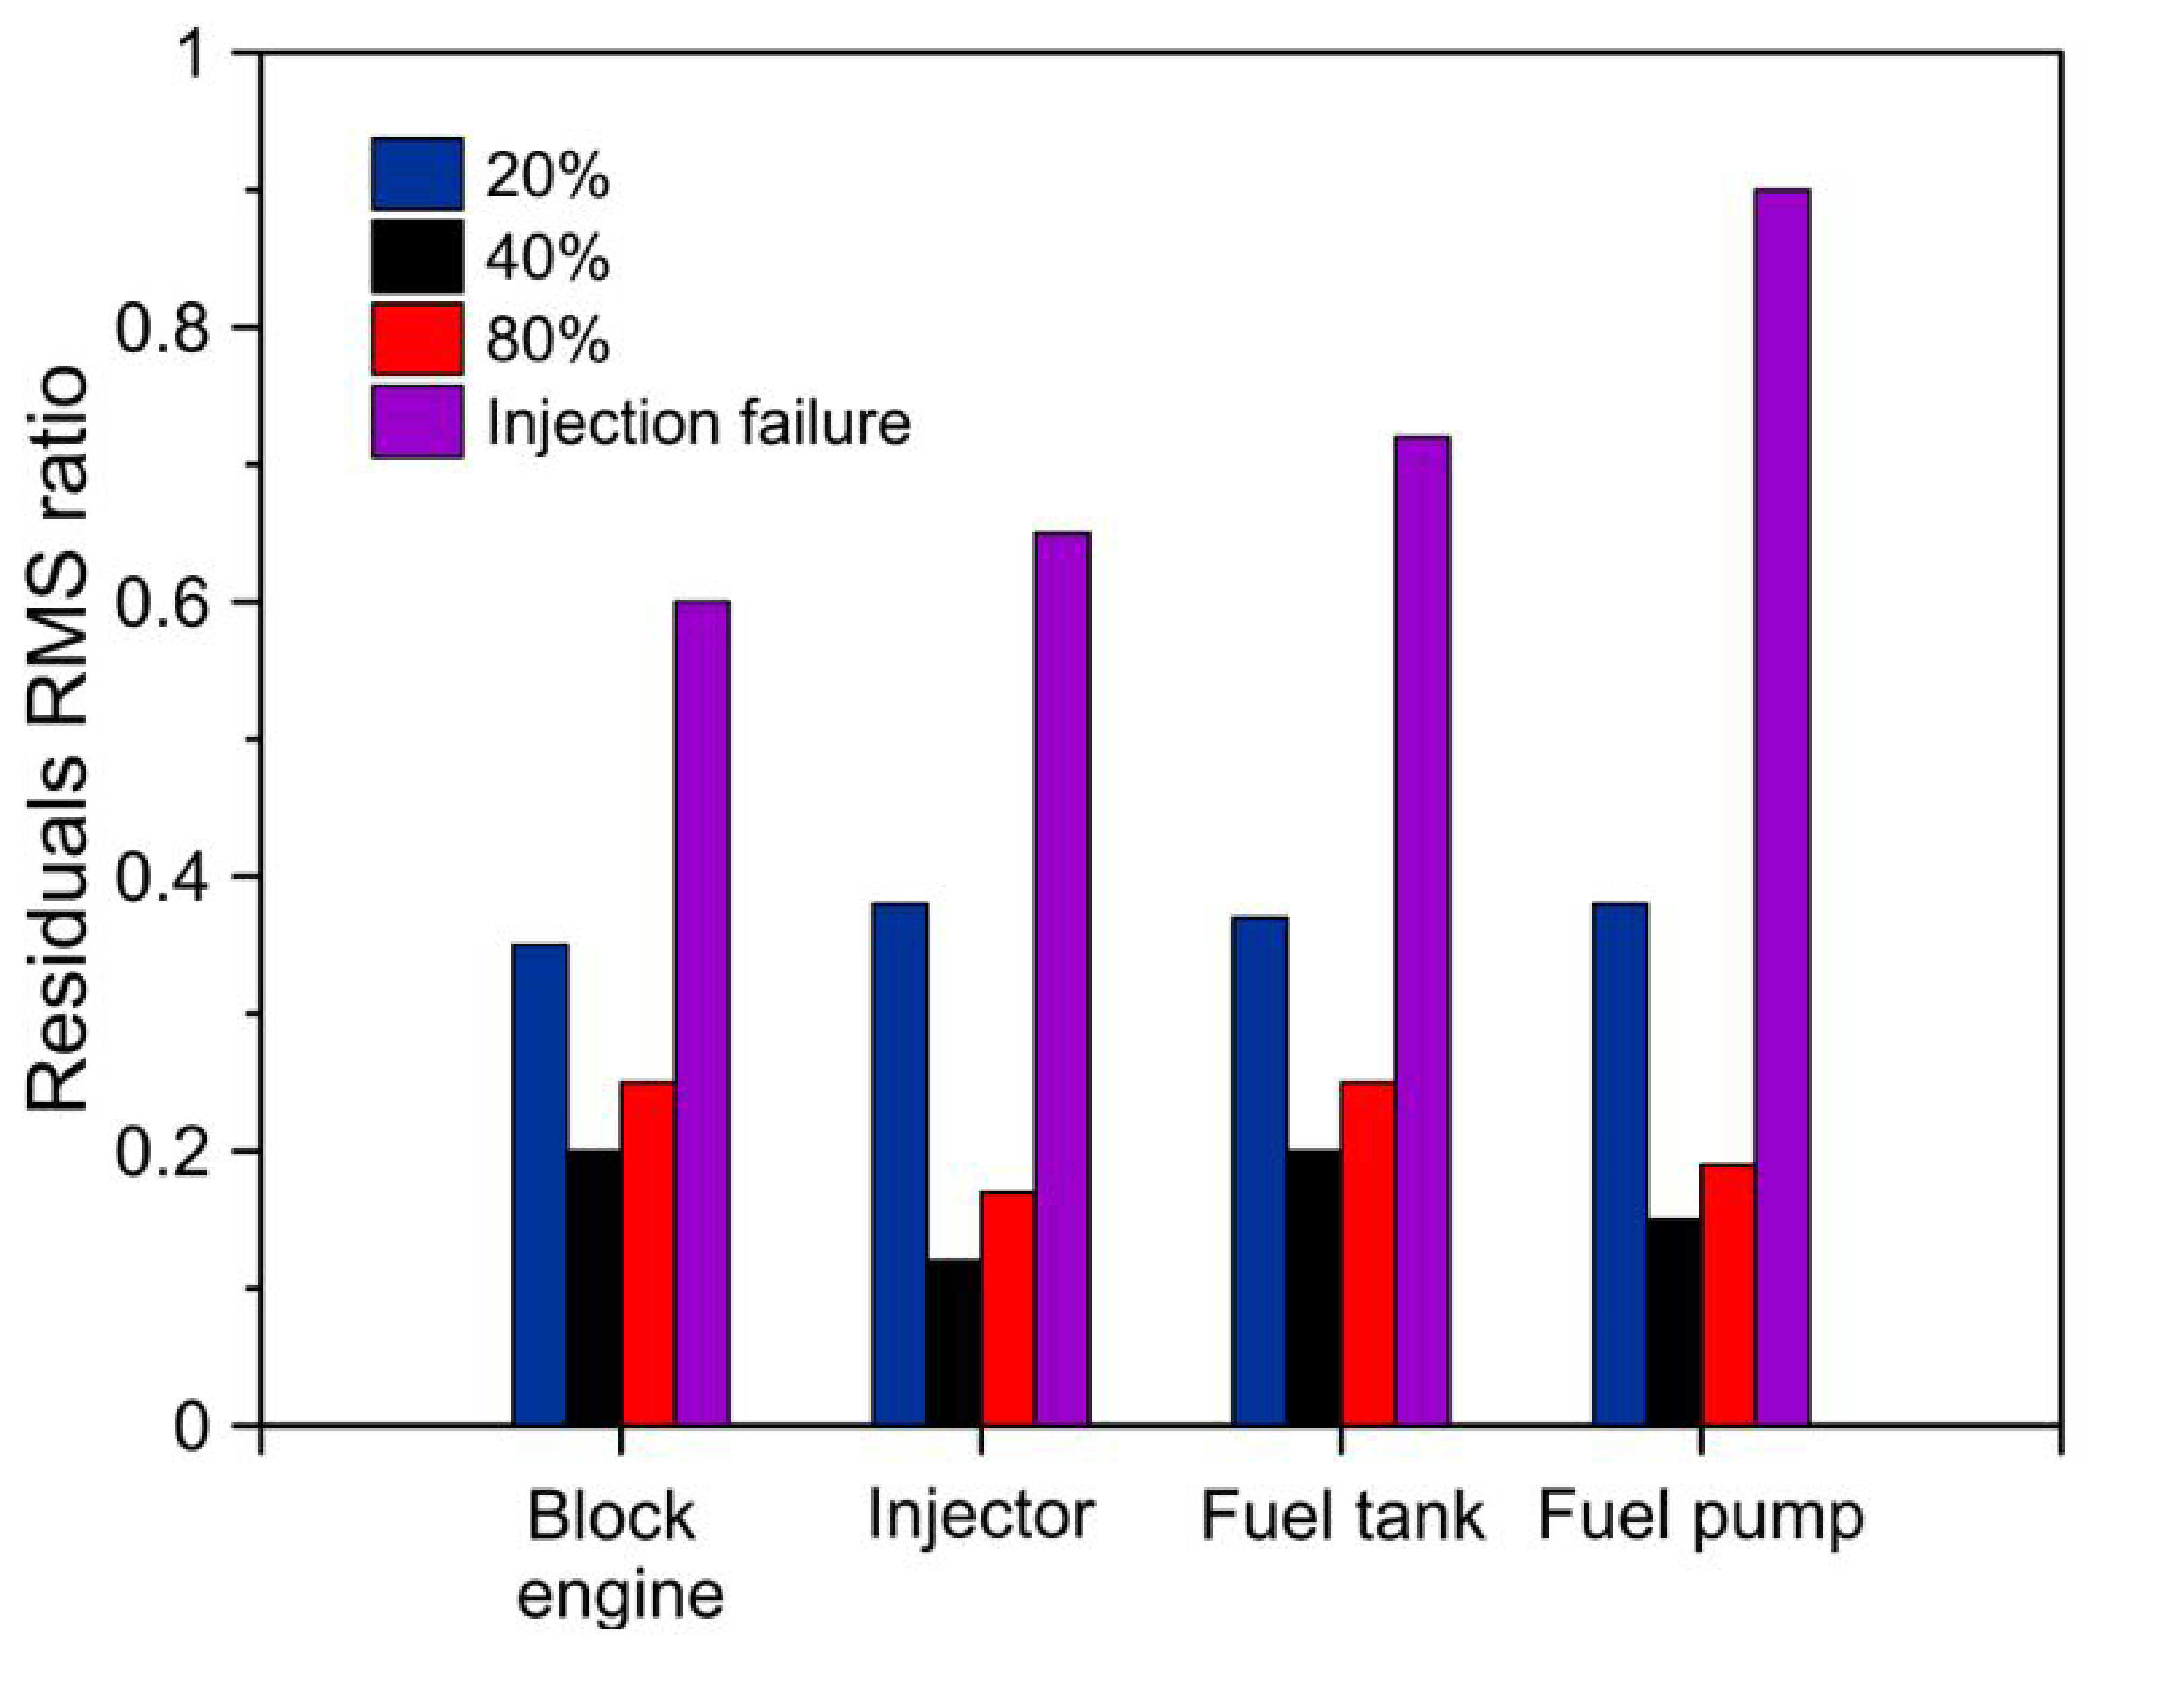 Residuals RMS ratio
1
0.8
0.6
0.4
0.2
0
20%
40%
80%
Injection failure
Block
engine
Injector
Fuel tank
Fuel pump